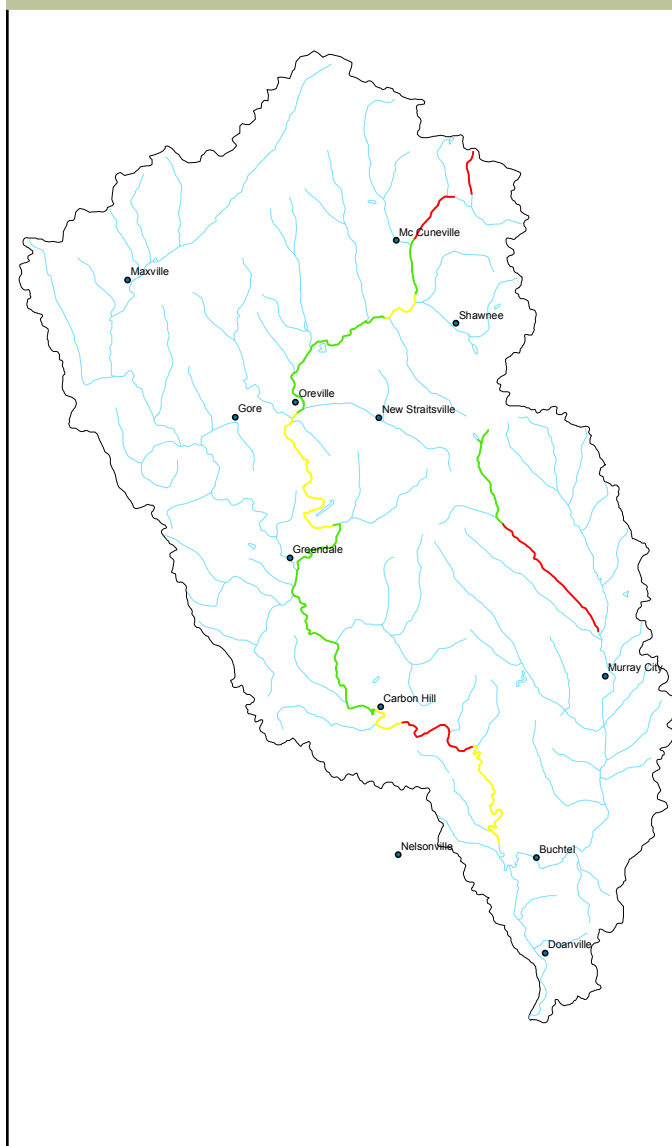 Mc Cuneville
Maxville
Shawnee
Oreville
Gore
New Straitsville
Greendale
Murray City
Carbon Hill
Nelsonville
Buchtel
Doanville